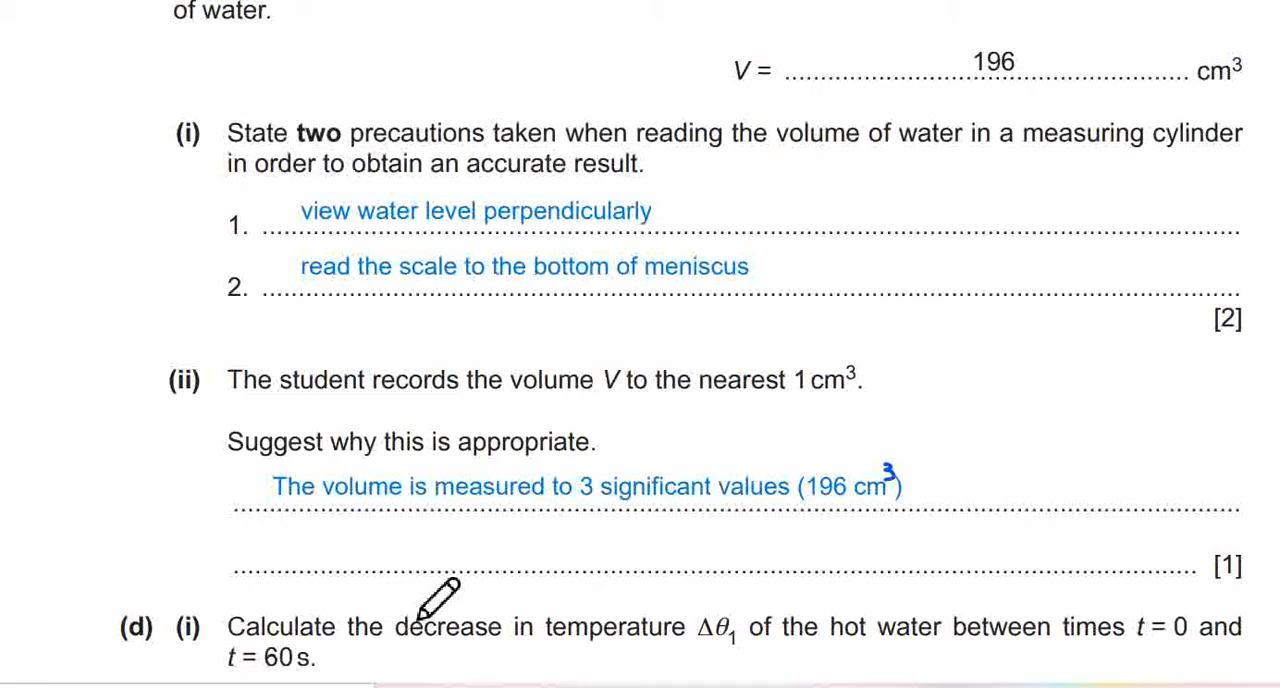 of water.
V = ........................ 196 ........................ cm³
(i) State two precautions taken when reading the volume of water in a measuring cylinder
in order to obtain an accurate result.
1. view water level perpendicularly
2. read the scale to the bottom of meniscus
[2]
(ii) The student records the volume V to the nearest 1 cm³.
Suggest why this is appropriate.
The volume is measured to 3 significant values (196 cm³)
[1]
(d) (i) Calculate the decrease in temperature Δθ₁ of the hot water between times t = 0 and
t = 60 s.